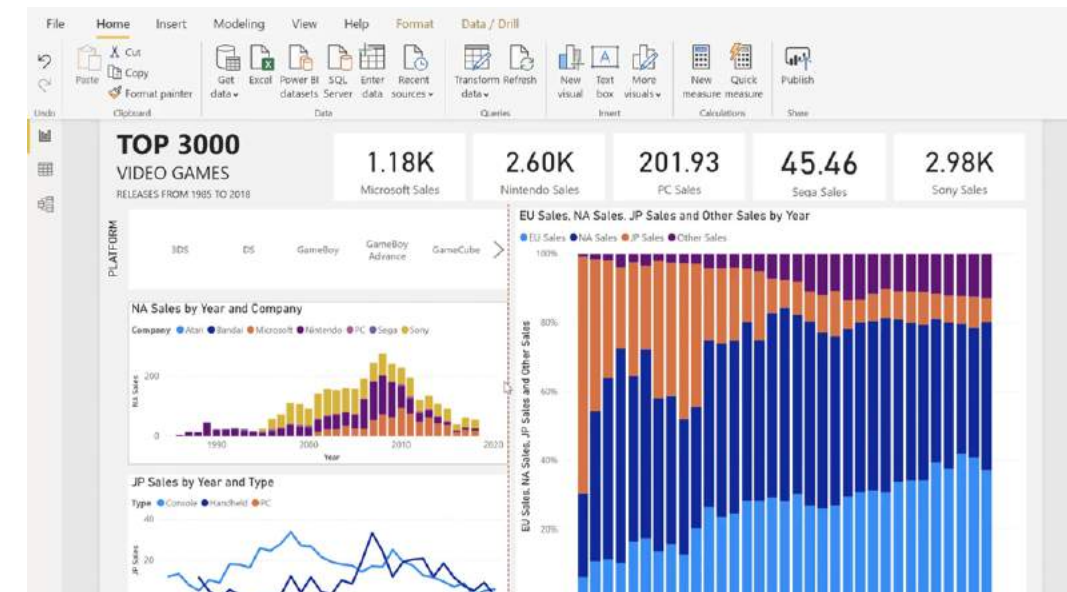 File Home Insert Modeling View Help Format Data / Drill
Paste
Cut
Copy
Format painter
Get data
Excel
Power BI datasets
SQL Server
Enter data
Recent sources
Transform data
Refresh
New visual
Text box
More visuals
New measure
Quick measure
Publish
Undo Clipboard Data Queries Insert Calculations Share
TOP 3000
VIDEO GAMES
RELEASES FROM 1985 TO 2018
1.18K
Microsoft Sales
2.60K
Nintendo Sales
201.93
PC Sales
45.46
Sega Sales
2.98K
Sony Sales
PLATFORM
3DS DS GameBoy GameBoy Advance GameCube
NA Sales by Year and Company
Company Atari Bandai Microsoft Nintendo PC Sega Sony
NA Sales
200
0
1990 2000 2010 2020
Year
JP Sales by Year and Type
Type Console Handheld PC
JP Sales
40
20
EU Sales, NA Sales, JP Sales and Other Sales by Year
EU Sales NA Sales JP Sales Other Sales
EU Sales, NA Sales, JP Sales and Other Sales
100%
80%
60%
40%
20%